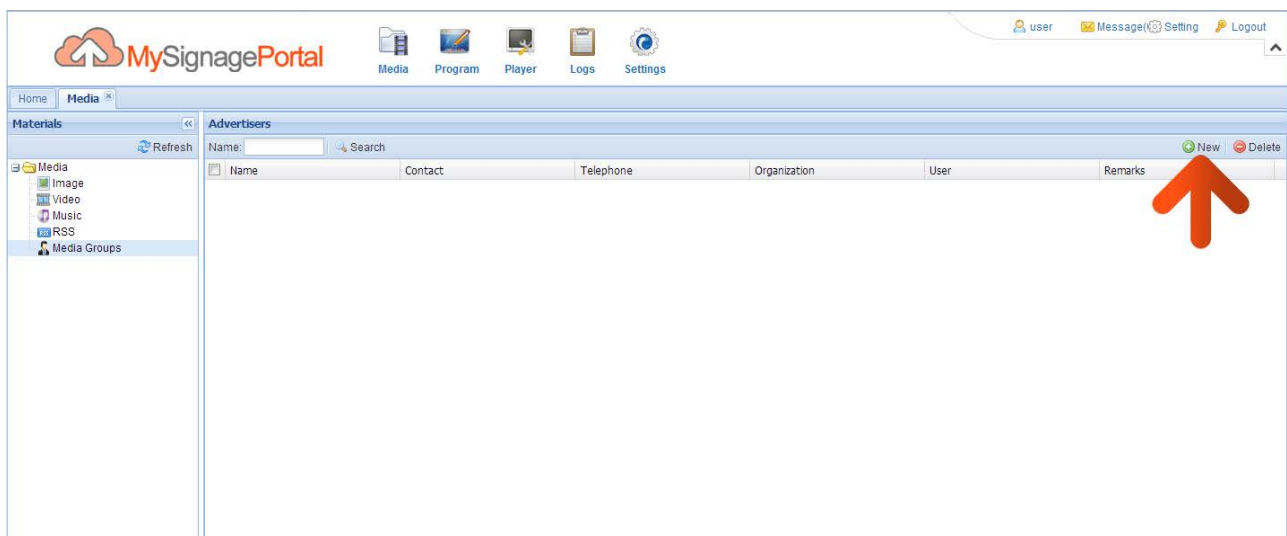 user Message( Setting Logout
MySignagePortal
Media Program Player Logs Settings
Home Media
Materials Advertisers
Refresh Name: Search New Delete
Media Name Contact Telephone Organization User Remarks
Image
Video
Music
RSS
Media Groups